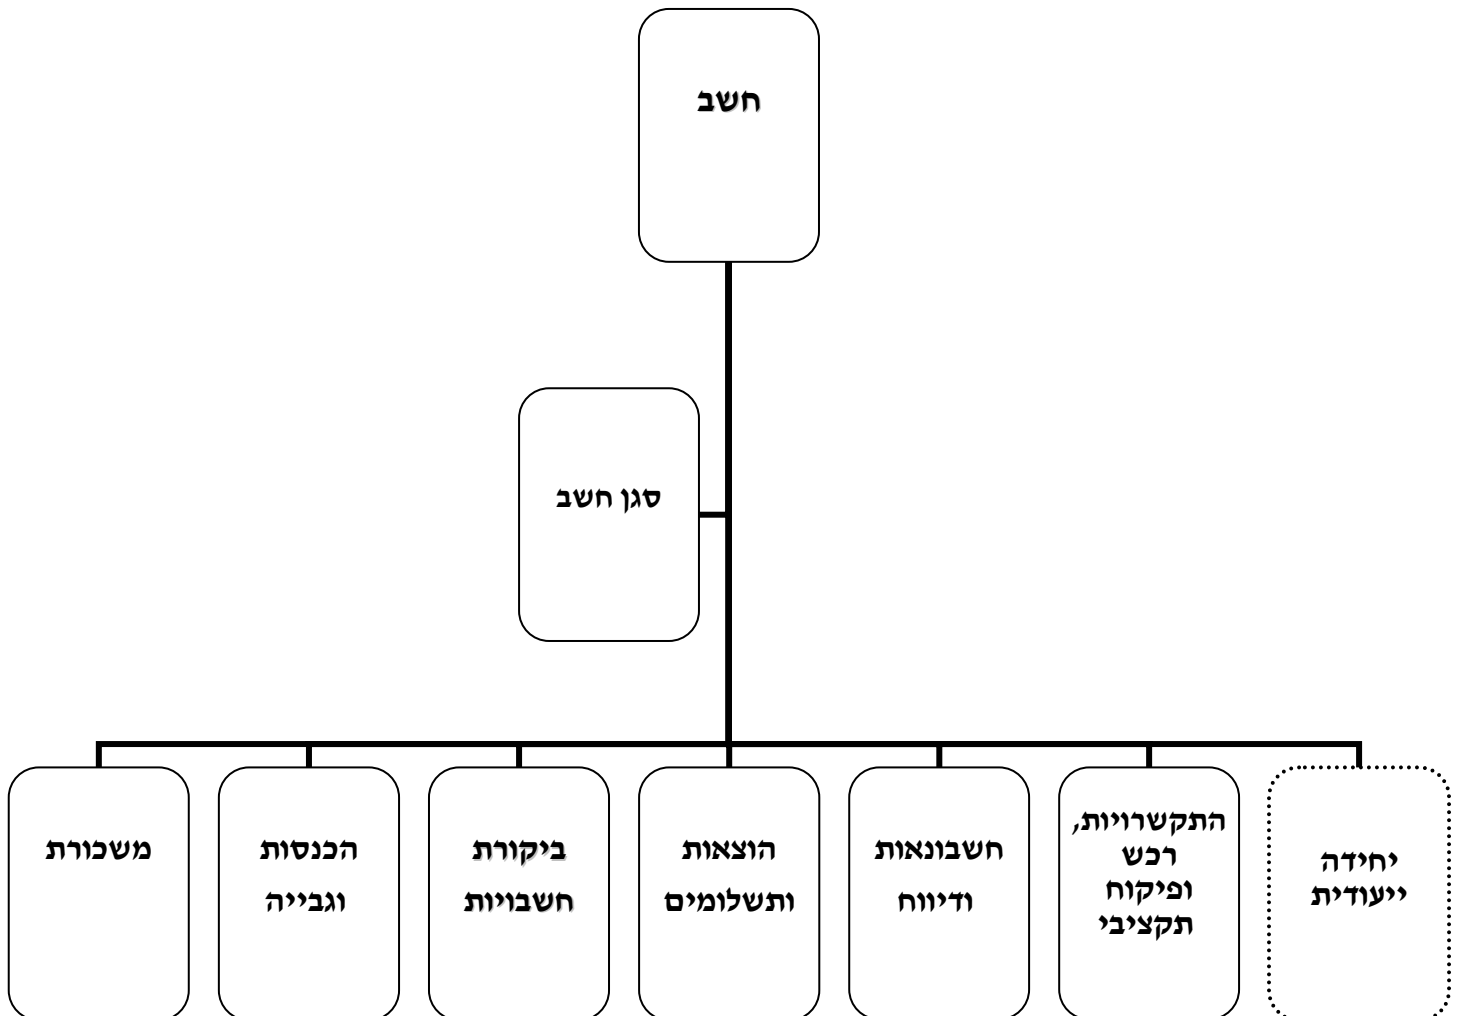 חשב
סגן חשב
יחידה
ייעודית
התקשרויות,
רכש
ופיקוח
תקציבי
חשבונאות
ודיווח
הוצאות
ותשלומים
ביקורת
חשבויות
הכנסות
וגבייה
משכורת